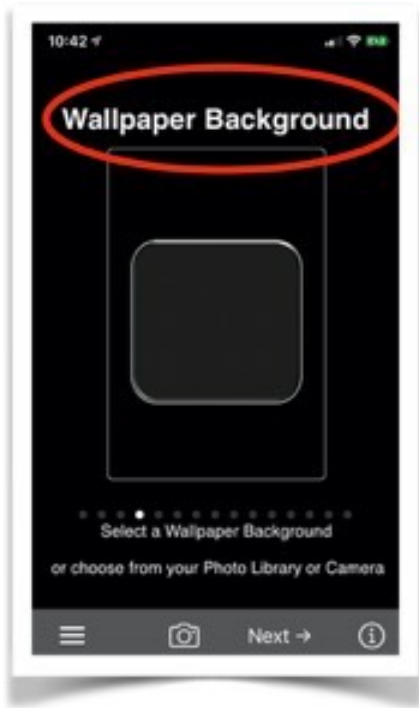 10:42
Wallpaper Background
Select a Wallpaper Background
or choose from your Photo Library or Camera
Next →